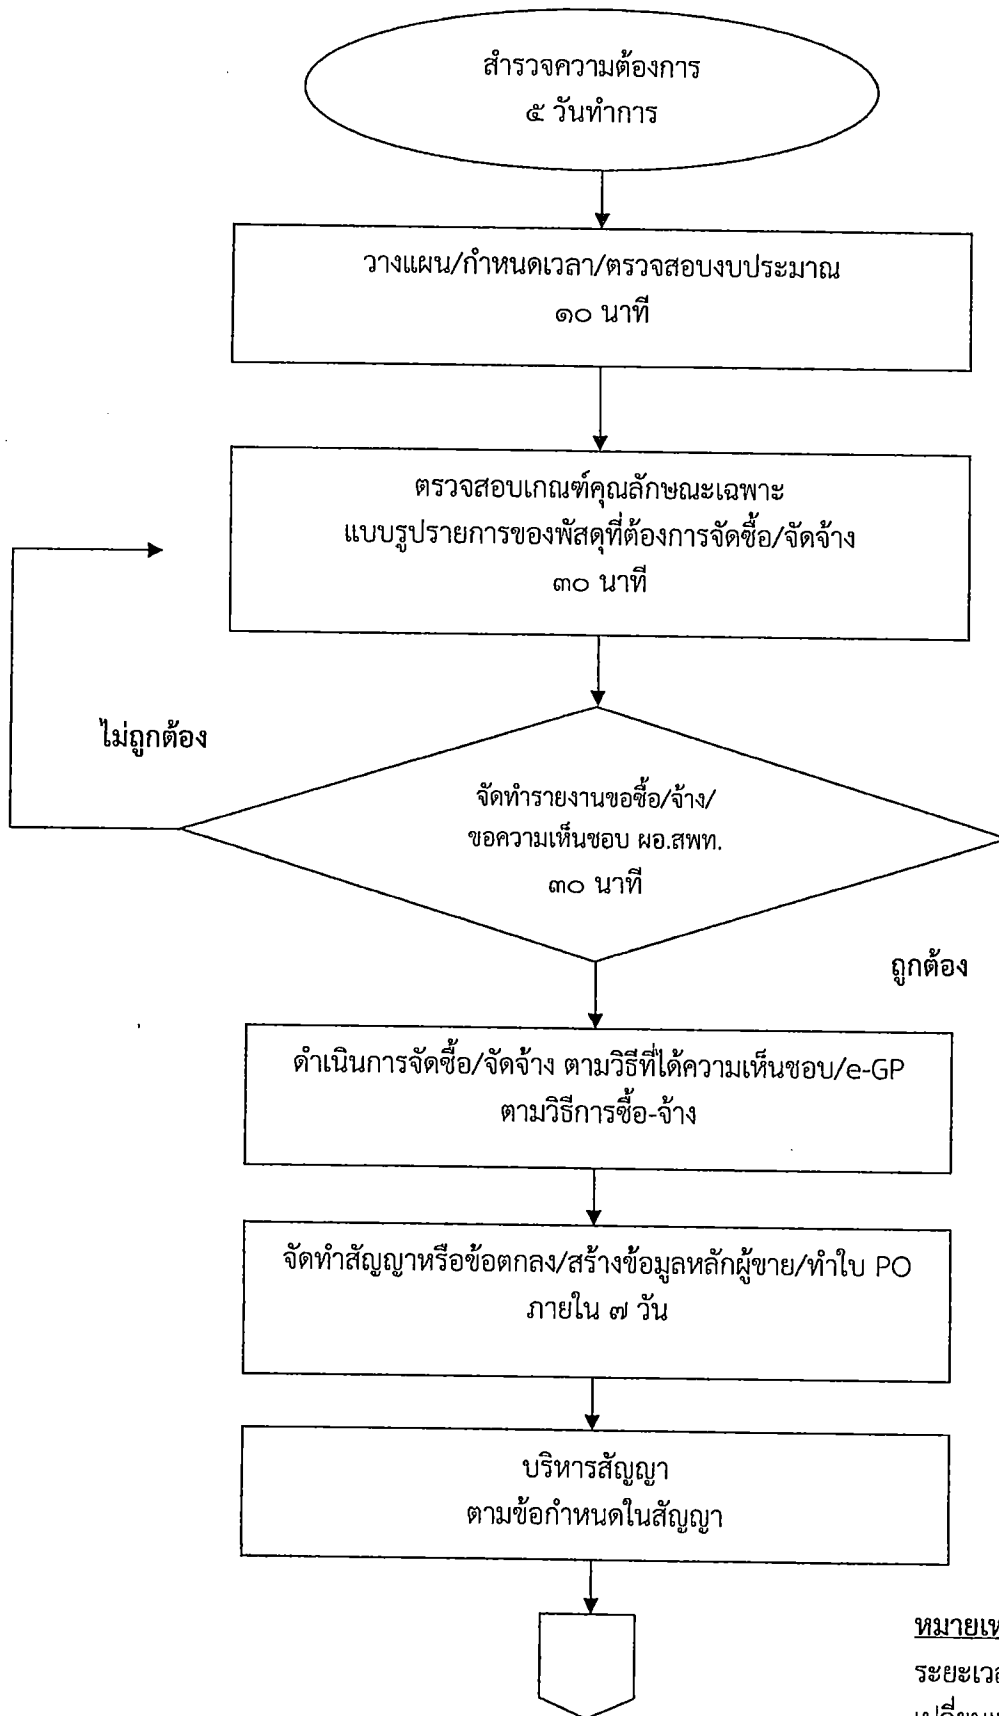 สำรวจความต้องการ
๕ วันทำการ
วางแผน/กำหนดเวลา/ตรวจสอบงบประมาณ
๑๐ นาที
ตรวจสอบเกณฑ์คุณลักษณะเฉพาะ
แบบรูปรายการของพัสดุที่ต้องการจัดซื้อ/จัดจ้าง
๓๐ นาที
ไม่ถูกต้อง
จัดทำรายงานขอซื้อ/จ้าง/
ขอความเห็นชอบ ผอ.สพท.
๓๐ นาที
ถูกต้อง
ดำเนินการจัดซื้อ/จัดจ้าง ตามวิธีที่ได้ความเห็นชอบ/e-GP
ตามวิธีการซื้อ-จ้าง
จัดทำสัญญาหรือข้อตกลง/สร้างข้อมูลหลักผู้ขาย/ทำใบ PO
ภายใน ๗ วัน
บริหารสัญญา
ตามข้อกำหนดในสัญญา